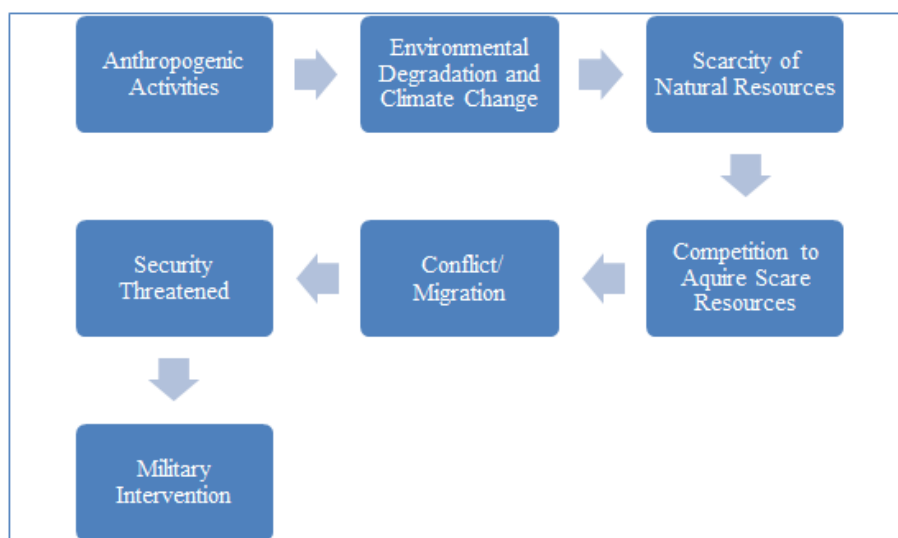 Anthropogenic
Activities
Environmental
Degradation and
Climate Change
Scarcity of
Natural Resources
Competition to
Aquire Scare
Resources
Conflict/
Migration
Security
Threatened
Military
Intervention